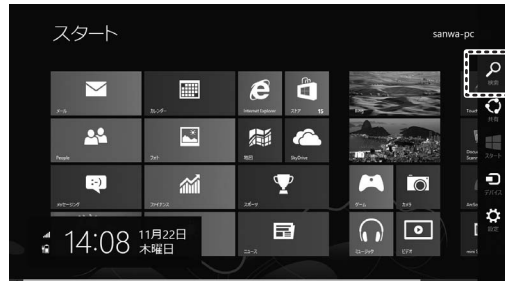 スタート
sanwa-pc
検索
メール
カレンダー
Internet Explorer
ストア
15
共有
People
フォト
地図
SkyDrive
スタート
メッセージング
ファイナンス
スポーツ
ゲーム
カメラ
デバイス
14:08
11月22日
木曜日
ニュース
ミュージック
ビデオ
設定